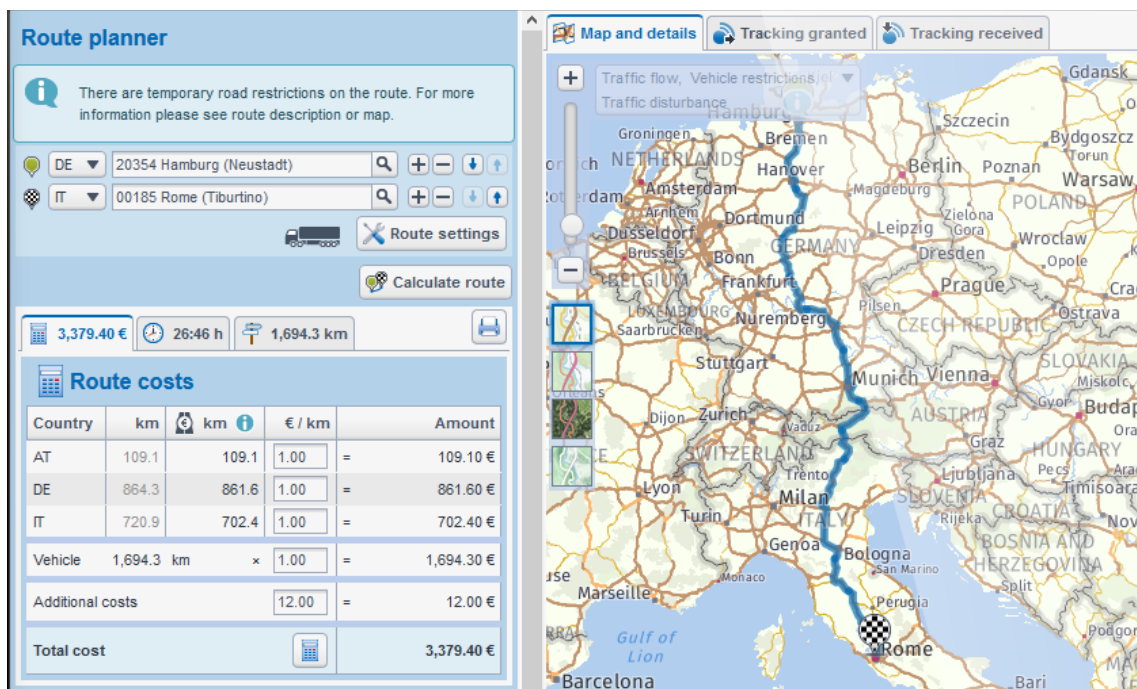 Route planner
There are temporary road restrictions on the route. For more
information please see route description or map.
DE 20354 Hamburg (Neustadt)
IT 00185 Rome (Tiburtino)
Route settings
Calculate route
3,379.40 € 26:46 h 1,694.3 km
Route costs
Country km km € / km Amount
AT 109.1 109.1 1.00 = 109.10 €
DE 864.3 861.6 1.00 = 861.60 €
IT 720.9 702.4 1.00 = 702.40 €
Vehicle 1,694.3 km × 1.00 = 1,694.30 €
Additional costs 12.00 = 12.00 €
Total cost 3,379.40 €
Map and details Tracking granted Tracking received
Traffic flow, Vehicle restrictions
Traffic disturbance
Gdansk
Hamburg
Szczecin
Groningen
Bremen
Bydgoszcz
Torun
NETHERLANDS
Hanover
Berlin
Poznan
Warsaw
Amsterdam
Magdeburg
POLAND
Arnhem
Dortmund
Zielona
Gora
Dusseldorf
Leipzig
Wroclaw
Brussels
GERMANY
Dresden
Opole
Bonn
BELGIUM
Frankfurt
Prague
LUXEMBOURG
Nuremberg
Pilsen
Ostrava
Saarbrucken
CZECH REPUBLIC
Stuttgart
SLOVAKIA
Munich
Vienna
Miskolc
Orleans
Gyor
Dijon
Zurich
Vaduz
AUSTRIA
Graz
HUNGARY
SWITZERLAND
Trento
Ljubljana
Pecs
Lyon
Milan
SLOVENIA
Timisoara
Turin
ITALY
Rijeka
CROATIA
Genoa
Bologna
BOSNIA AND
HERZEGOVINA
San Marino
Monaco
Split
Marseille
Perugia
Gulf of
Lion
Rome
Barcelona
Bari